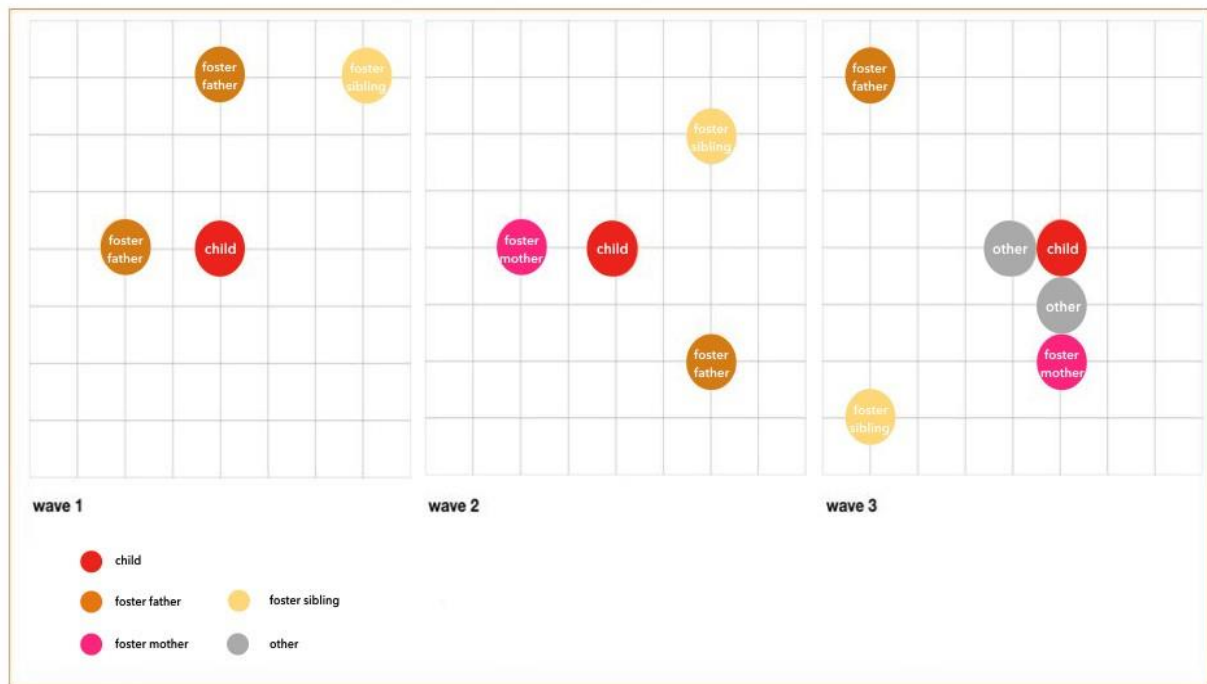 foster
father
foster
sibling
foster
father
child
wave 1
foster
sibling
foster
mother
child
foster
father
wave 2
foster
father
other
child
other
foster
mother
foster
sibling
wave 3
child
foster father
foster sibling
foster mother
other